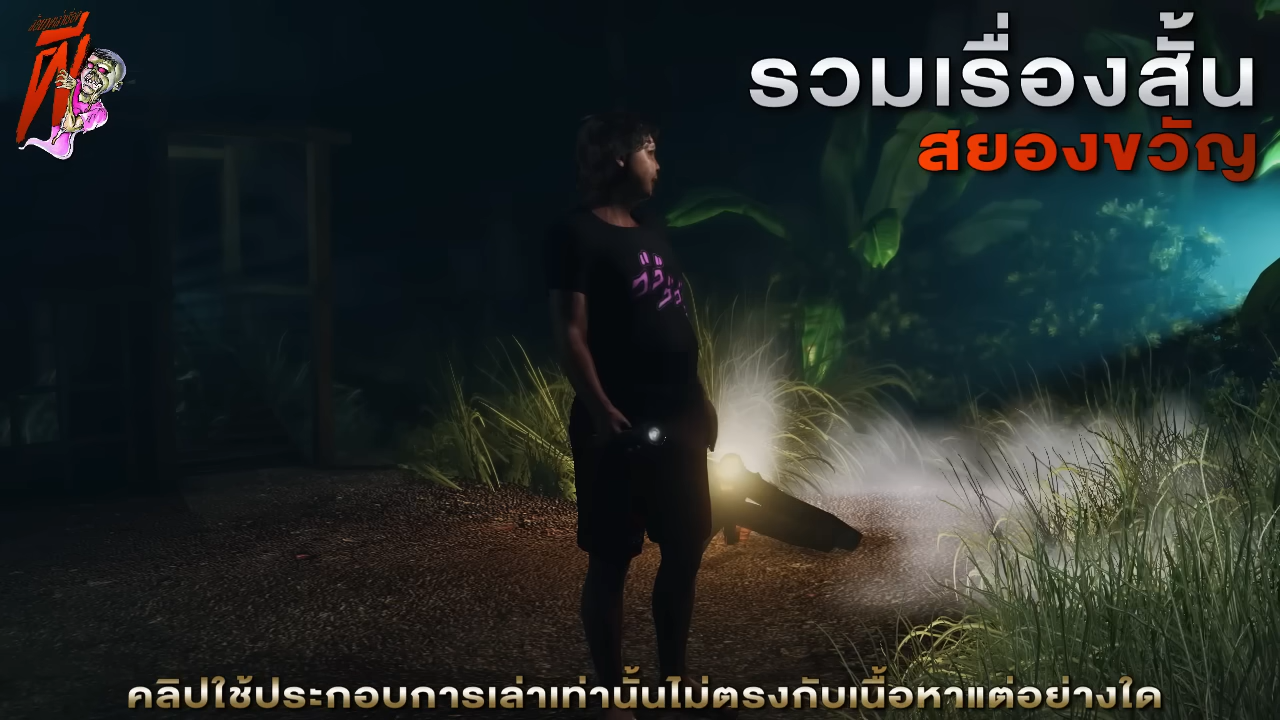 ผี
รวมเรื่องสั้น
สยองขวัญ
คลิปใช้ประกอบการเล่าเท่านั้นไม่ตรงกับเนื้อหาแต่อย่างใด